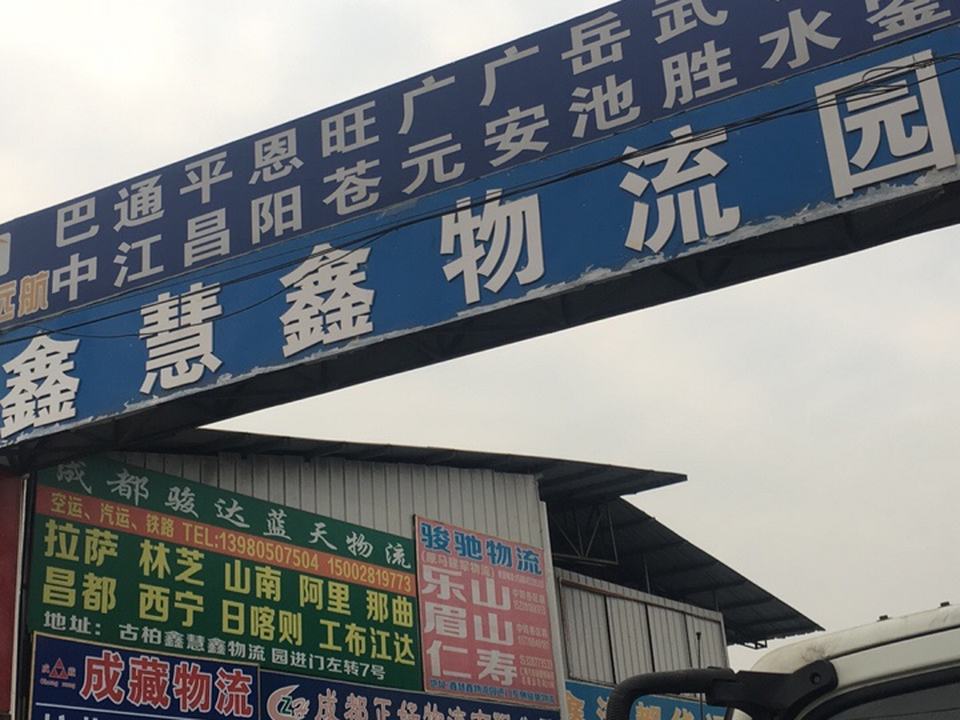 巴 通 平 恩 旺 广 广 岳 武
远航 中 江 昌 阳 苍 元 安 池 胜 水 鉴
鑫慧鑫物流园
成都骏达蓝天物流
空运、汽运、铁路 TEL:13980507504 15002819773
拉萨 林芝 山南 阿里 那曲
昌都 西宁 日喀则 工布江达
地址：古柏鑫慧鑫物流园进门左转7号
骏驰物流
乐山
眉山
仁寿
成藏物流